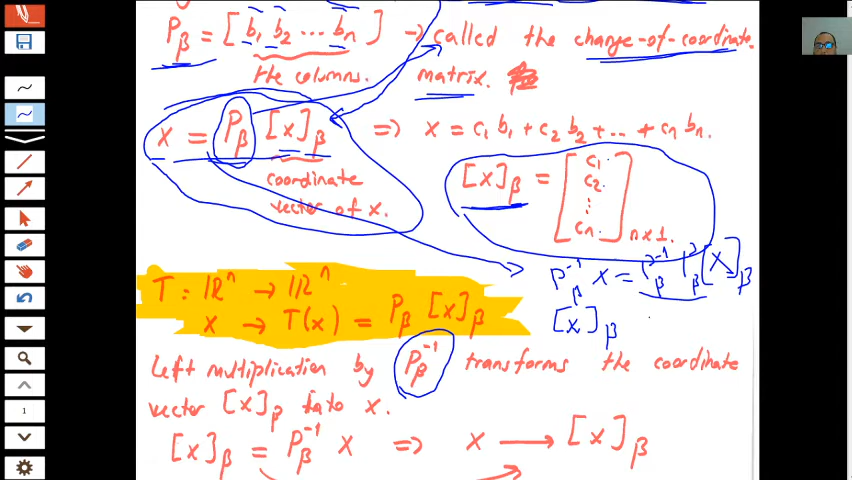 P_β = [b₁ b₂ ... bₙ] → called the change-of-coordinate
the columns. matrix.
x = P_β [x]_β ⇒ x = c₁b₁ + c₂b₂ + ... + cₙbₙ.
coordinate
vector of x.
[x]_β = [c₁ c₂ ⋮ cₙ] n×1.
P_β⁻¹ x = P_β⁻¹ P_β [x]_β
[x]_β
T: ℝⁿ → ℝⁿ
x → T(x) = P_β [x]_β
Left multiplication by P_β⁻¹ transforms the coordinate
vector [x]_β into x.
[x]_β = P_β⁻¹ x ⇒ x → [x]_β
1